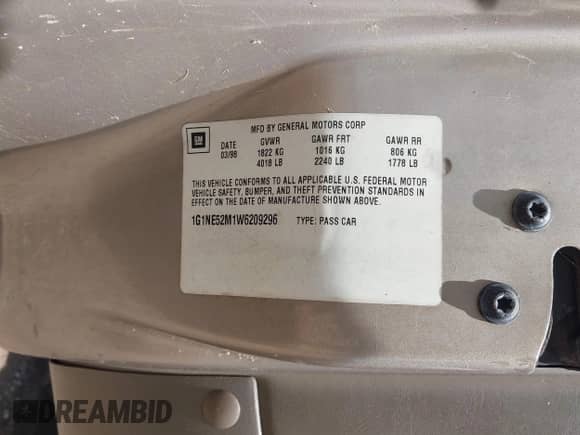 GM
MFD BY GENERAL MOTORS CORP
DATE GVWR GAWR FRT GAWR RR
03/98 1822 KG 1016 KG 806 KG
4018 LB 2240 LB 1778 LB
THIS VEHICLE CONFORMS TO ALL APPLICABLE U.S. FEDERAL MOTOR
VEHICLE SAFETY, BUMPER, AND THEFT PREVENTION STANDARDS IN
EFFECT ON THE DATE OF MANUFACTURE SHOWN ABOVE.
1G1NE52M1W6209296 TYPE: PASS CAR
DREAMBID